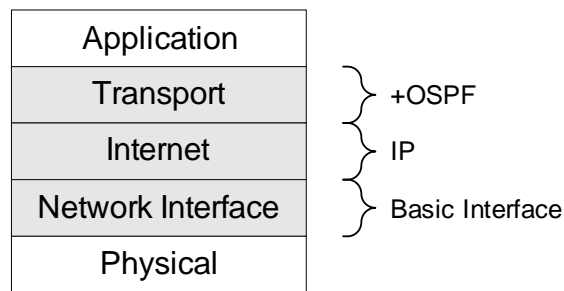 Application
Transport
+OSPF
Internet
IP
Network Interface
Basic Interface
Physical